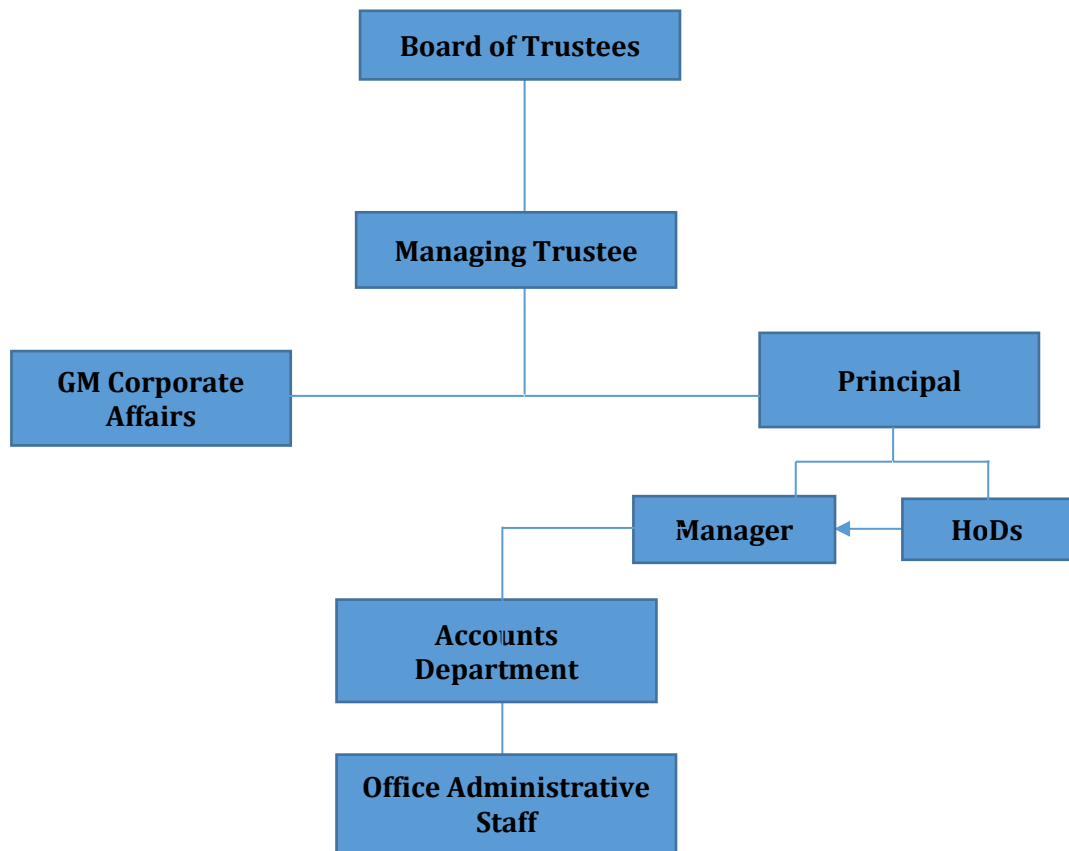 Board of Trustees
Managing Trustee
GM Corporate
Affairs
Principal
Manager
HoDs
Accounts
Department
Office Administrative
Staff